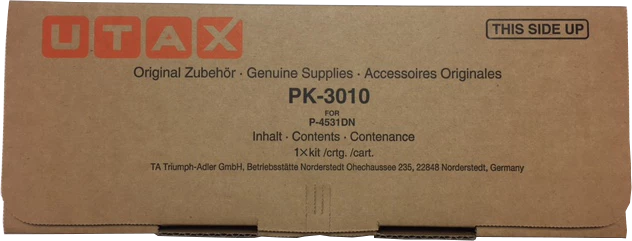 UTAX
THIS SIDE UP
Original Zubehör · Genuine Supplies · Accessoires Originales
PK-3010
FOR
P-4531DN
Inhalt · Contents · Contenance
1×kit /crtg. /cart.
TA Triumph-Adler GmbH, Betriebsstätte Norderstedt Ohechaussee 235, 22848 Norderstedt, Germany